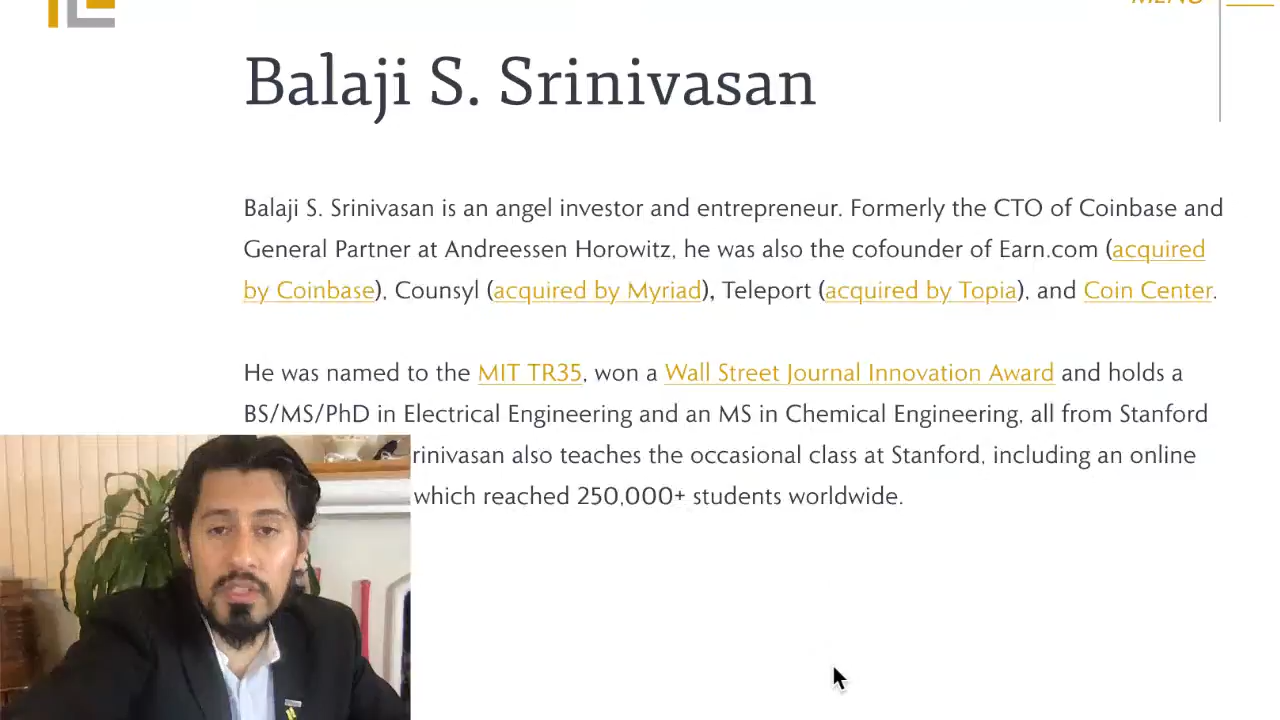 MENU
Balaji S. Srinivasan
Balaji S. Srinivasan is an angel investor and entrepreneur. Formerly the CTO of Coinbase and
General Partner at Andreessen Horowitz, he was also the cofounder of Earn.com (acquired
by Coinbase), Counsyl (acquired by Myriad), Teleport (acquired by Topia), and Coin Center.
He was named to the MIT TR35, won a Wall Street Journal Innovation Award and holds a
BS/MS/PhD in Electrical Engineering and an MS in Chemical Engineering, all from Stanford
rinivasan also teaches the occasional class at Stanford, including an online
which reached 250,000+ students worldwide.